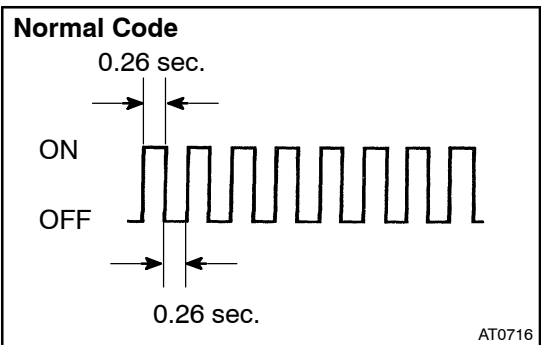 Normal Code
0.26 sec.
ON
OFF
0.26 sec.
AT0716